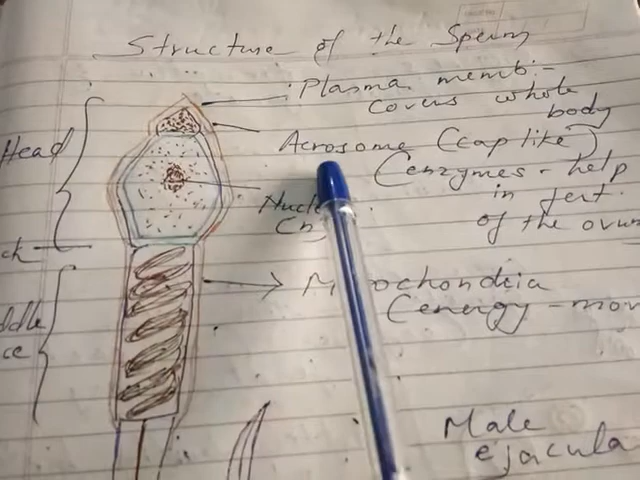 Structure of the Sperm
Plasma memb:-
covers whole
body
Head
Acrosome (cap like)
(enzymes - help
in fert.
of the ovum
(energy - mov
Male
ejacula